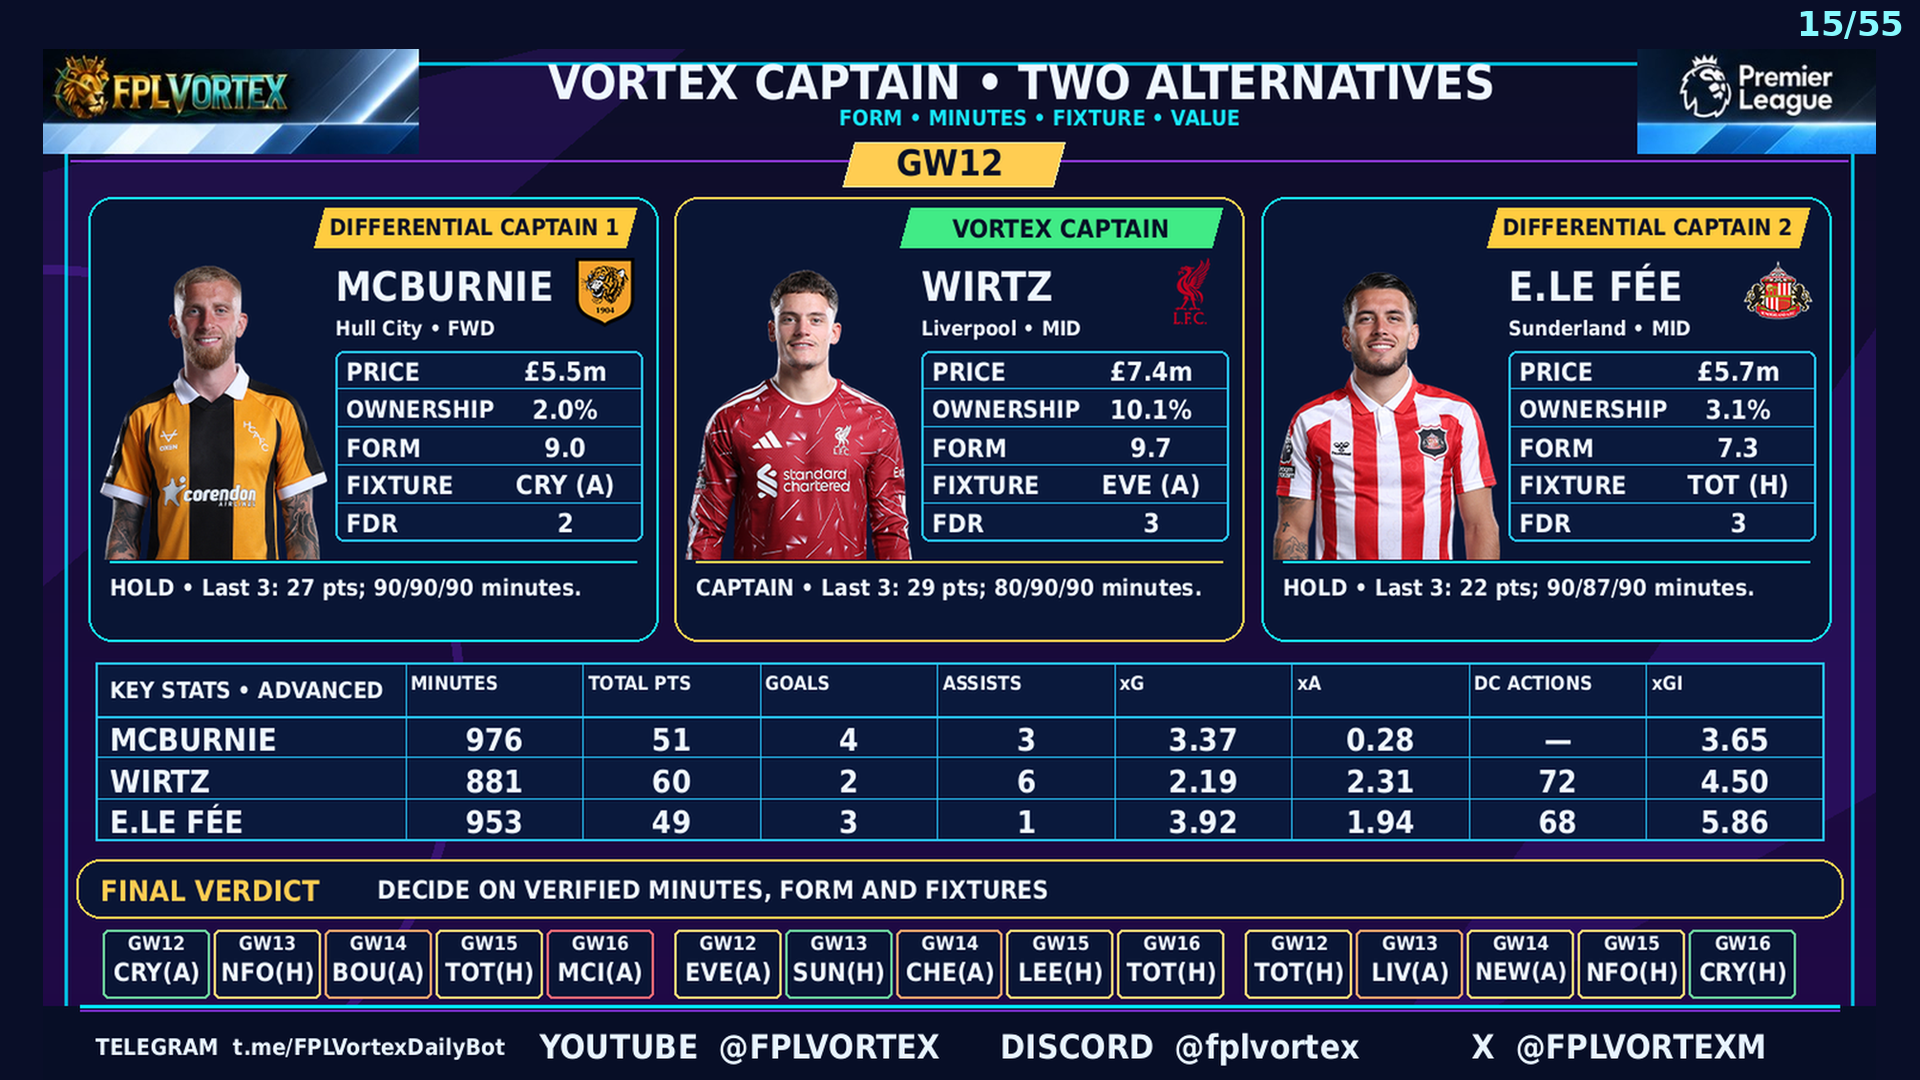 15/55
FPLVORTEX
VORTEX CAPTAIN • TWO ALTERNATIVES
Premier League
FORM • MINUTES • FIXTURE • VALUE
GW12
DIFFERENTIAL CAPTAIN 1
MCBURNIE
1904
Hull City • FWD
PRICE £5.5m
OWNERSHIP 2.0%
FORM 9.0
FIXTURE CRY (A)
FDR 2
corendon
AIRLINES
HOLD • Last 3: 27 pts; 90/90/90 minutes.
VORTEX CAPTAIN
WIRTZ
L.F.C.
Liverpool • MID
PRICE £7.4m
OWNERSHIP 10.1%
FORM 9.7
FIXTURE EVE (A)
FDR 3
standard
chartered
CAPTAIN • Last 3: 29 pts; 80/90/90 minutes.
DIFFERENTIAL CAPTAIN 2
E.LE FÉE
Sunderland • MID
PRICE £5.7m
OWNERSHIP 3.1%
FORM 7.3
FIXTURE TOT (H)
FDR 3
HOLD • Last 3: 22 pts; 90/87/90 minutes.
KEY STATS • ADVANCED MINUTES TOTAL PTS GOALS ASSISTS xG xA DC ACTIONS xGI
MCBURNIE 976 51 4 3 3.37 0.28 — 3.65
WIRTZ 881 60 2 6 2.19 2.31 72 4.50
E.LE FÉE 953 49 3 1 3.92 1.94 68 5.86
FINAL VERDICT DECIDE ON VERIFIED MINUTES, FORM AND FIXTURES
GW12 GW13 GW14 GW15 GW16 GW12 GW13 GW14 GW15 GW16 GW12 GW13 GW14 GW15 GW16
CRY(A) NFO(H) BOU(A) TOT(H) MCI(A) EVE(A) SUN(H) CHE(A) LEE(H) TOT(H) TOT(H) LIV(A) NEW(A) NFO(H) CRY(H)
TELEGRAM t.me/FPLVortexDailyBot YOUTUBE @FPLVORTEX DISCORD @fplvortex X @FPLVORTEXM